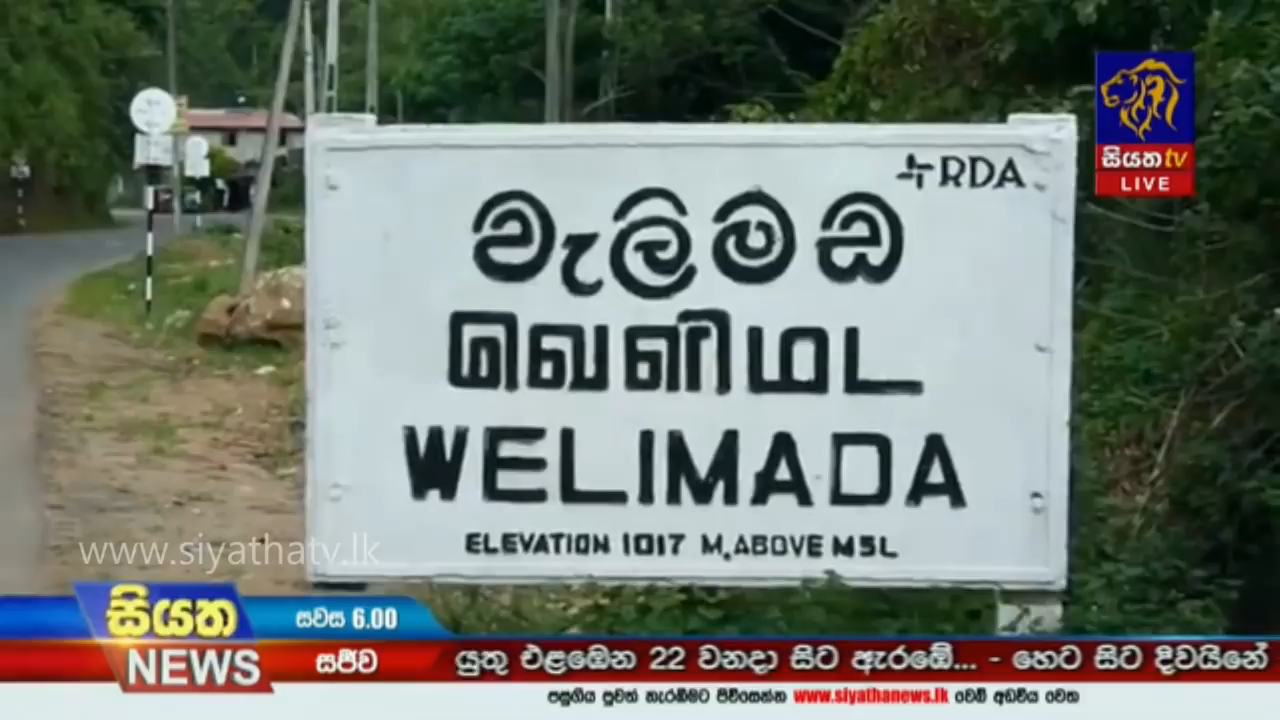 RDA
සියත tv
LIVE
වැලිමඩ
வெளிமட
WELIMADA
ELEVATION 1017 M, ABOVE MSL
www.siyathatv.lk
සියත
NEWS
සවස 6.00
සජීව
යුතු එළඹෙන 22 වනදා සිට ඇරඹේ... - හෙට සිට දිවයිනේ
පසුගිය පුවත් නැරඹීමට පිවිසෙන්න www.siyathanews.lk වෙබ් අඩවිය වෙත